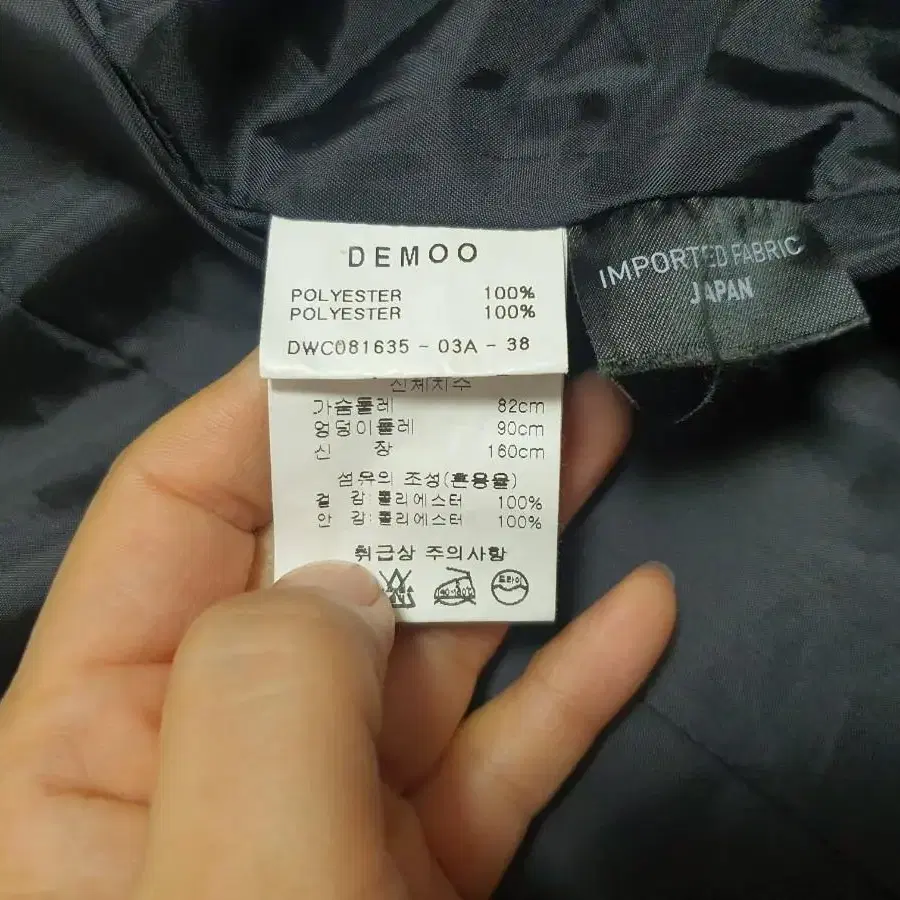 DEMOO
POLYESTER 100%
POLYESTER 100%
DWC081635 - 03A - 38
신체치수
가슴둘레 82cm
엉덩이둘레 90cm
신 장 160cm
섬유의 조성(혼용율)
겉 감:폴리에스터 100%
안 감:폴리에스터 100%
취급상 주의사항
드라이
IMPORTED FABRIC
JAPAN